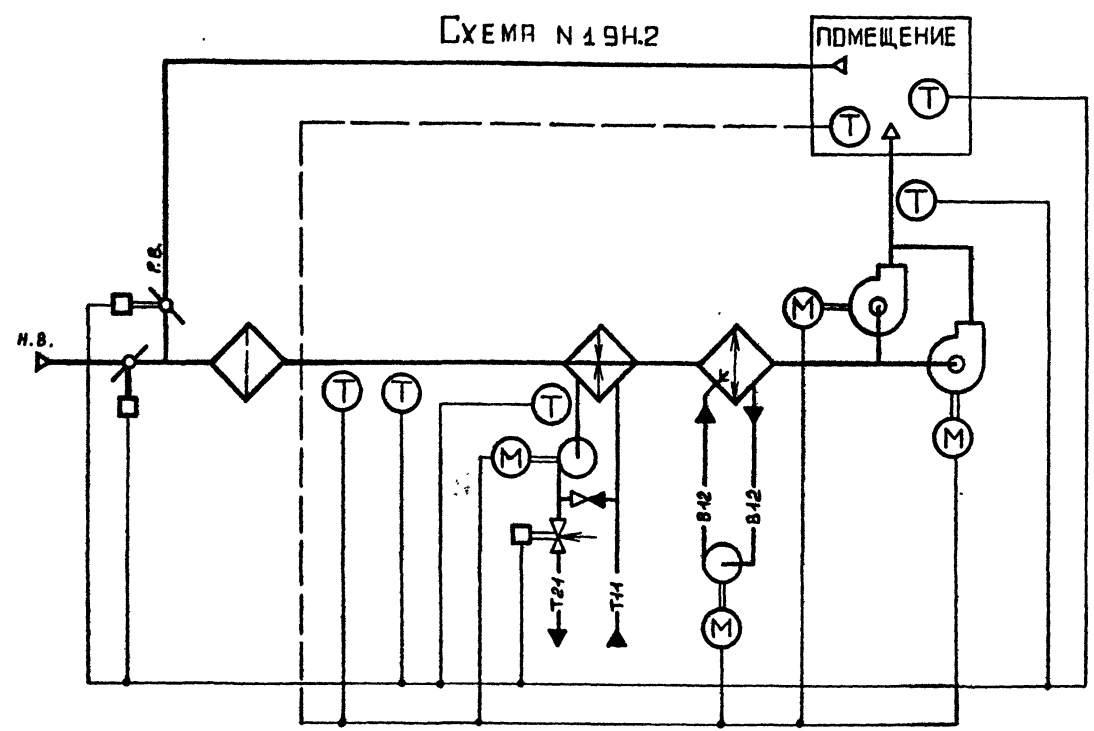 СХЕМА N 19Н.2
ПОМЕЩЕНИЕ
Т
Т
Т
Р.В.
М
Н.В.
Т
Т
Т
М
М
В12
В12
Т21
Т11
М